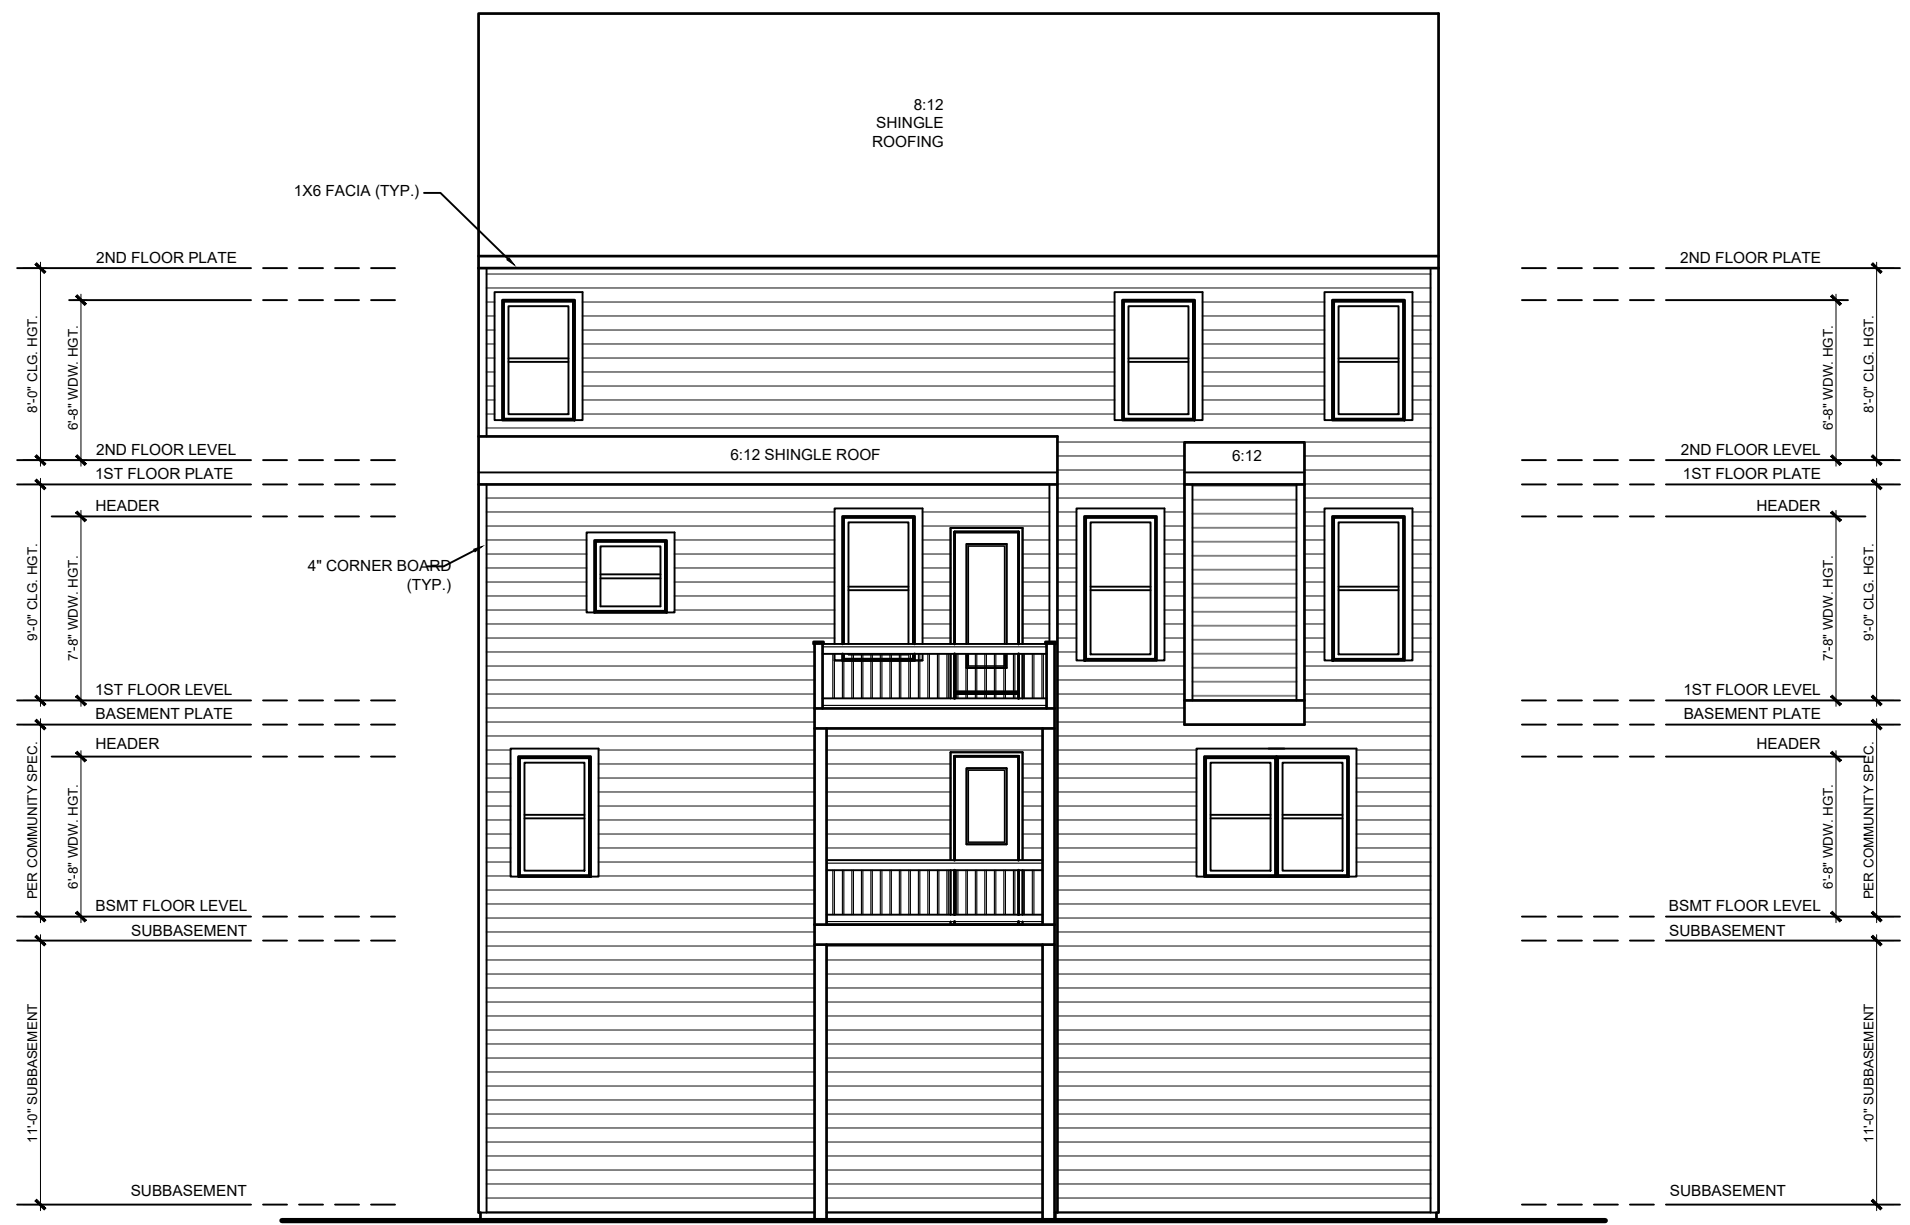 8:12
SHINGLE
ROOFING
1X6 FACIA (TYP.)
2ND FLOOR PLATE
8'-0" CLG. HGT.
6'-8" WDW. HGT.
2ND FLOOR LEVEL
1ST FLOOR PLATE
HEADER
9'-0" CLG. HGT.
7'-8" WDW. HGT.
4" CORNER BOARD
(TYP.)
1ST FLOOR LEVEL
BASEMENT PLATE
HEADER
PER COMMUNITY SPEC.
6'-8" WDW. HGT.
BSMT FLOOR LEVEL
SUBBASEMENT
11'-0" SUBBASEMENT
SUBBASEMENT
6:12 SHINGLE ROOF
6:12
2ND FLOOR PLATE
6'-8" WDW. HGT.
8'-0" CLG. HGT.
2ND FLOOR LEVEL
1ST FLOOR PLATE
HEADER
7'-8" WDW. HGT.
9'-0" CLG. HGT.
1ST FLOOR LEVEL
BASEMENT PLATE
HEADER
6'-8" WDW. HGT.
PER COMMUNITY SPEC.
BSMT FLOOR LEVEL
SUBBASEMENT
11'-0" SUBBASEMENT
SUBBASEMENT